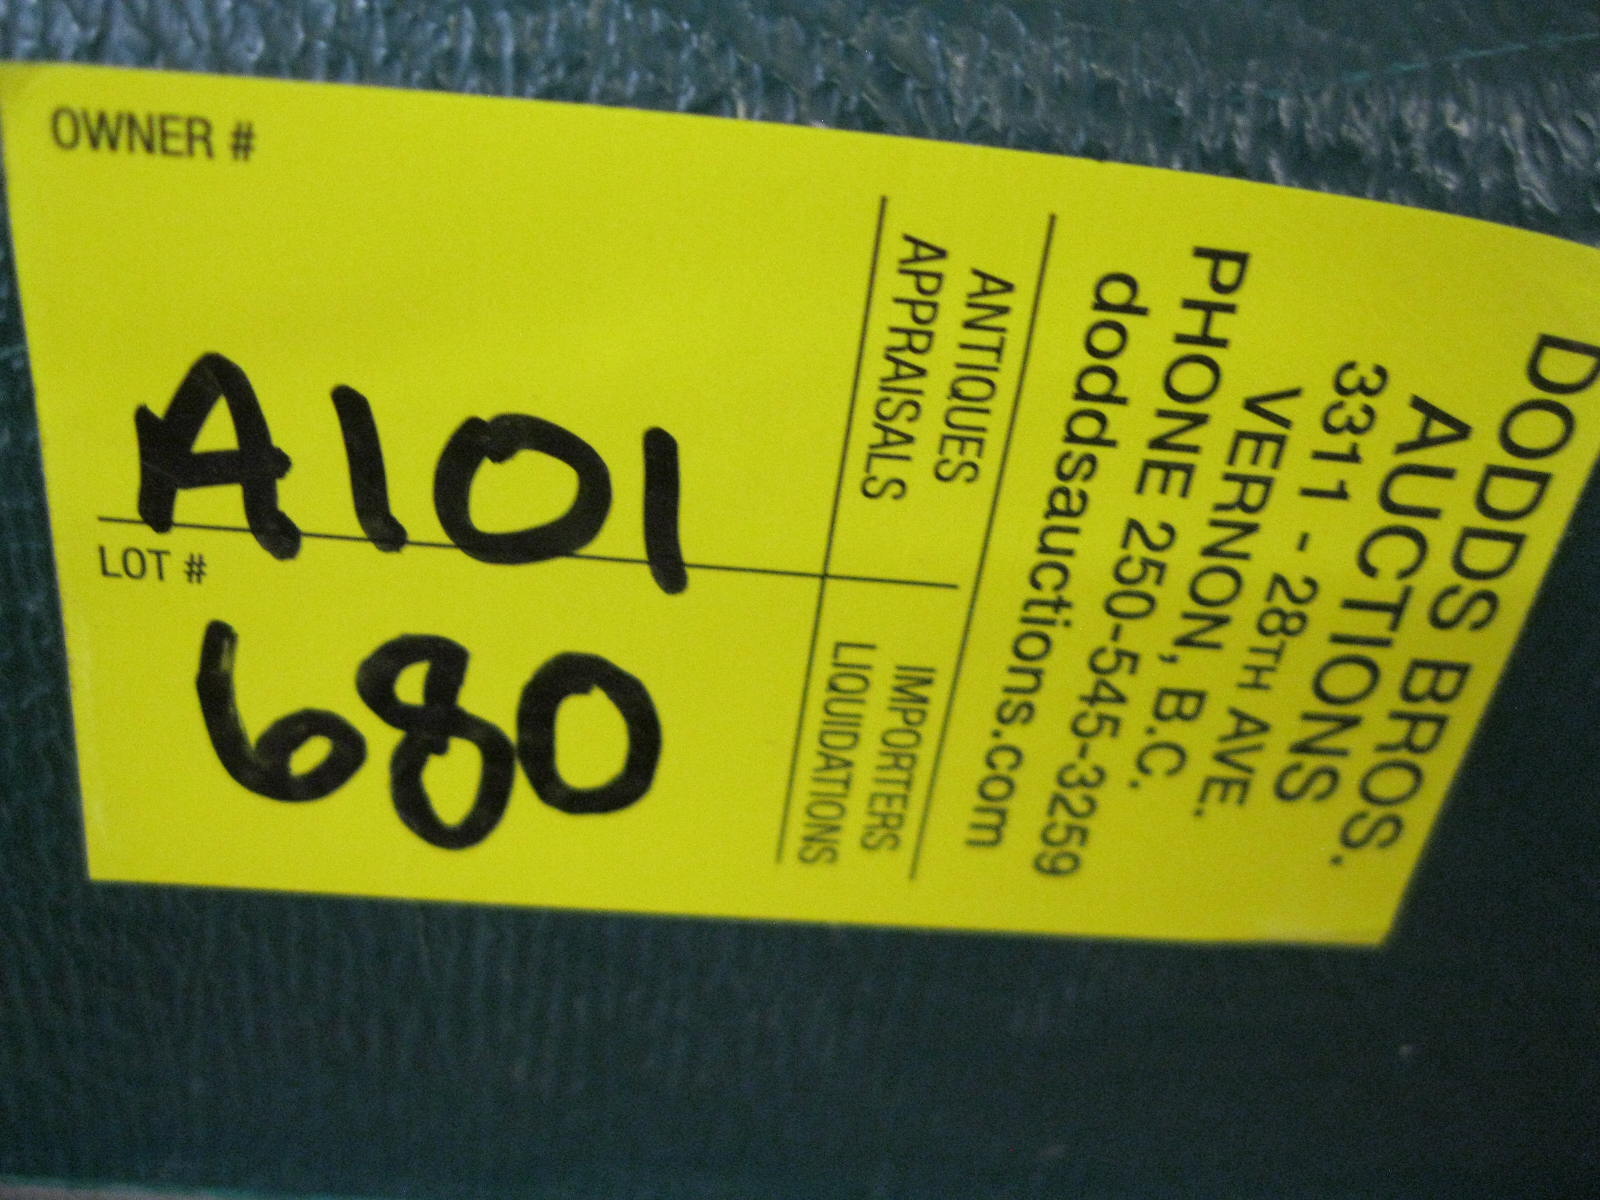 OWNER #
A101
LOT #
680
DODDS BROS.
AUCTIONS
3311 - 28TH AVE.
VERNON, B.C.
PHONE 250-545-3259
doddsauctions.com
ANTIQUES
APPRAISALS
IMPORTERS
LIQUIDATIONS